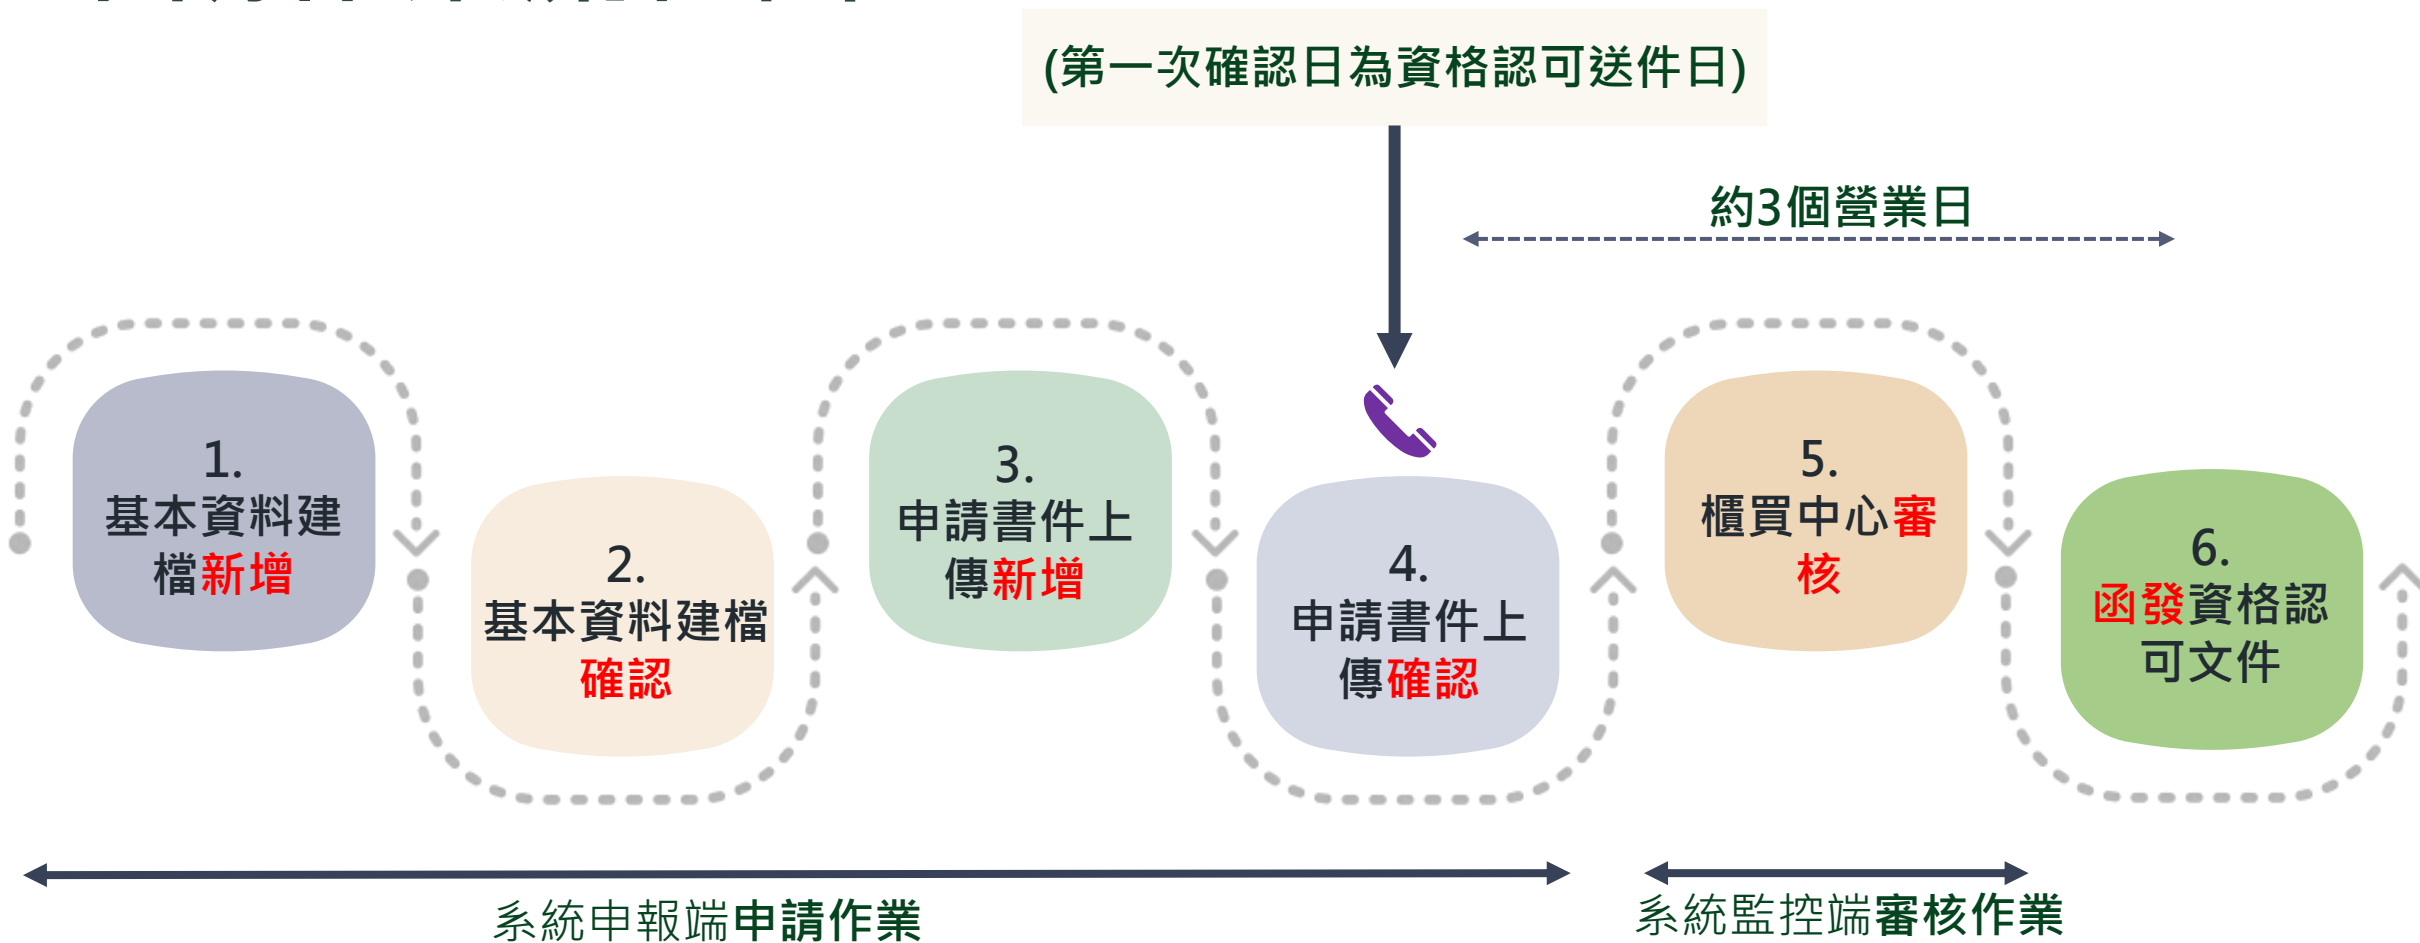 (第一次確認日為資格認可送件日)
約3個營業日
1.
基本資料建
檔新增
2.
基本資料建檔
確認
3.
申請書件上
傳新增
4.
申請書件上
傳確認
5.
櫃買中心審
核
6.
函發資格認
可文件
系統申報端申請作業
系統監控端審核作業